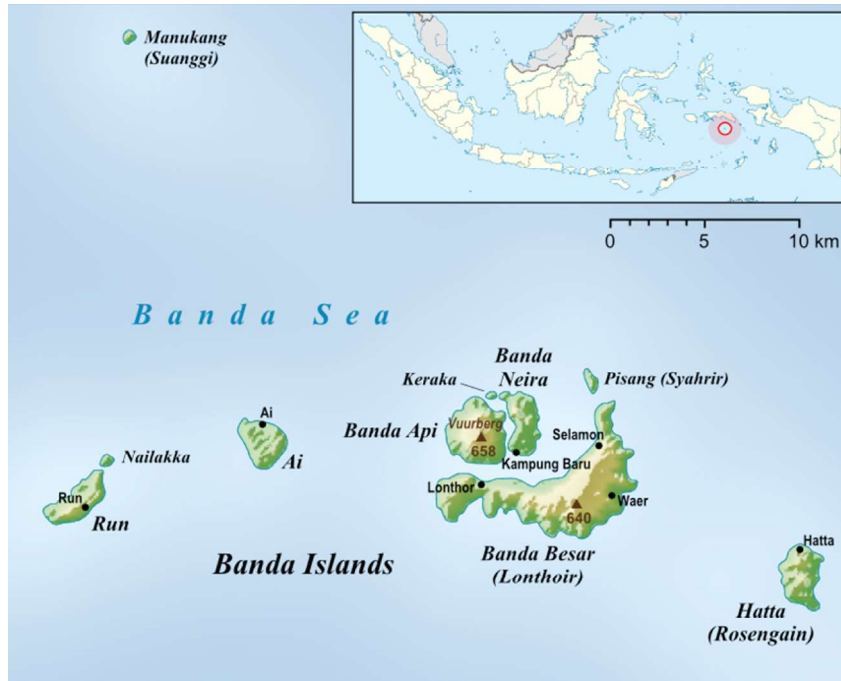 Manukang
(Suanggi)
0 5 10 km
Banda Sea
Banda
Neira
Keraka
Pisang (Syahrir)
Ai
Banda Api
Vuurberg
658
Selamon
Nailakka
Ai
Kampung Baru
Lonthor
Run
Waer
Run
640
Hatta
Banda Islands
Banda Besar
(Lonthoir)
Hatta
(Rosengain)